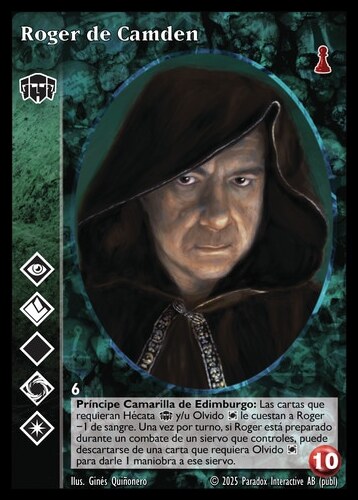 Roger de Camden
6
Príncipe Camarilla de Edimburgo: Las cartas que
requieran Hécata y/u Olvido le cuestan a Roger
−1 de sangre. Una vez por turno, si Roger está preparado
durante un combate de un siervo que controles, puede
descartarse de una carta que requiera Olvido
para darle 1 maniobra a ese siervo.
10
Ilus. Ginés Quiñonero
© 2025 Paradox Interactive AB (publ)